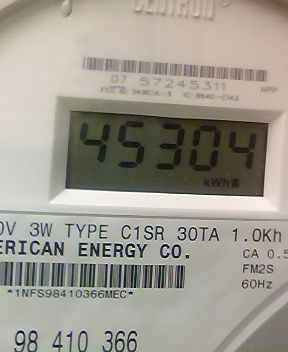 CENTRON
07 57245311
HPP
45304
kWh
0V 3W TYPE C1SR 30TA 1.0Kh
ERICAN ENERGY CO.
CA 0.5
FM2S
60Hz
*1NFS98410366MEC*
98 410 366